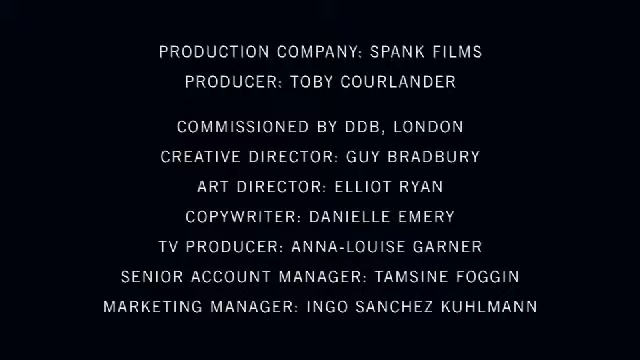 PRODUCTION COMPANY: SPANK FILMS
PRODUCER: TOBY COURLANDER
COMMISSIONED BY DDB, LONDON
CREATIVE DIRECTOR: GUY BRADBURY
ART DIRECTOR: ELLIOT RYAN
COPYWRITER: DANIELLE EMERY
TV PRODUCER: ANNA-LOUISE GARNER
SENIOR ACCOUNT MANAGER: TAMSINE FOGGIN
MARKETING MANAGER: INGO SANCHEZ KUHLMANN